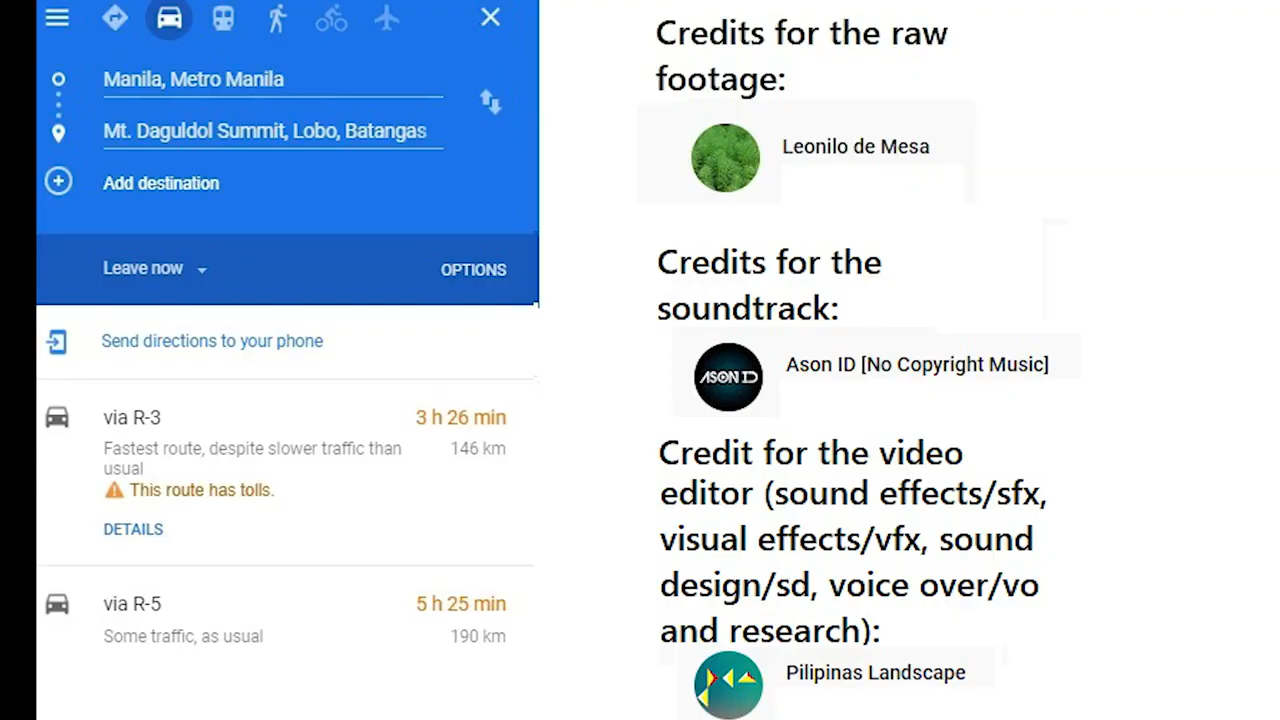 Manila, Metro Manila
Mt. Daguldol Summit, Lobo, Batangas
Add destination
Leave now
OPTIONS
Send directions to your phone
via R-3
3 h 26 min
Fastest route, despite slower traffic than
usual
146 km
This route has tolls.
DETAILS
via R-5
5 h 25 min
Some traffic, as usual
190 km
Credits for the raw
footage:
Leonilo de Mesa
Credits for the
soundtrack:
ASON ID
Ason ID [No Copyright Music]
Credit for the video
editor (sound effects/sfx,
visual effects/vfx, sound
design/sd, voice over/vo
and research):
Pilipinas Landscape